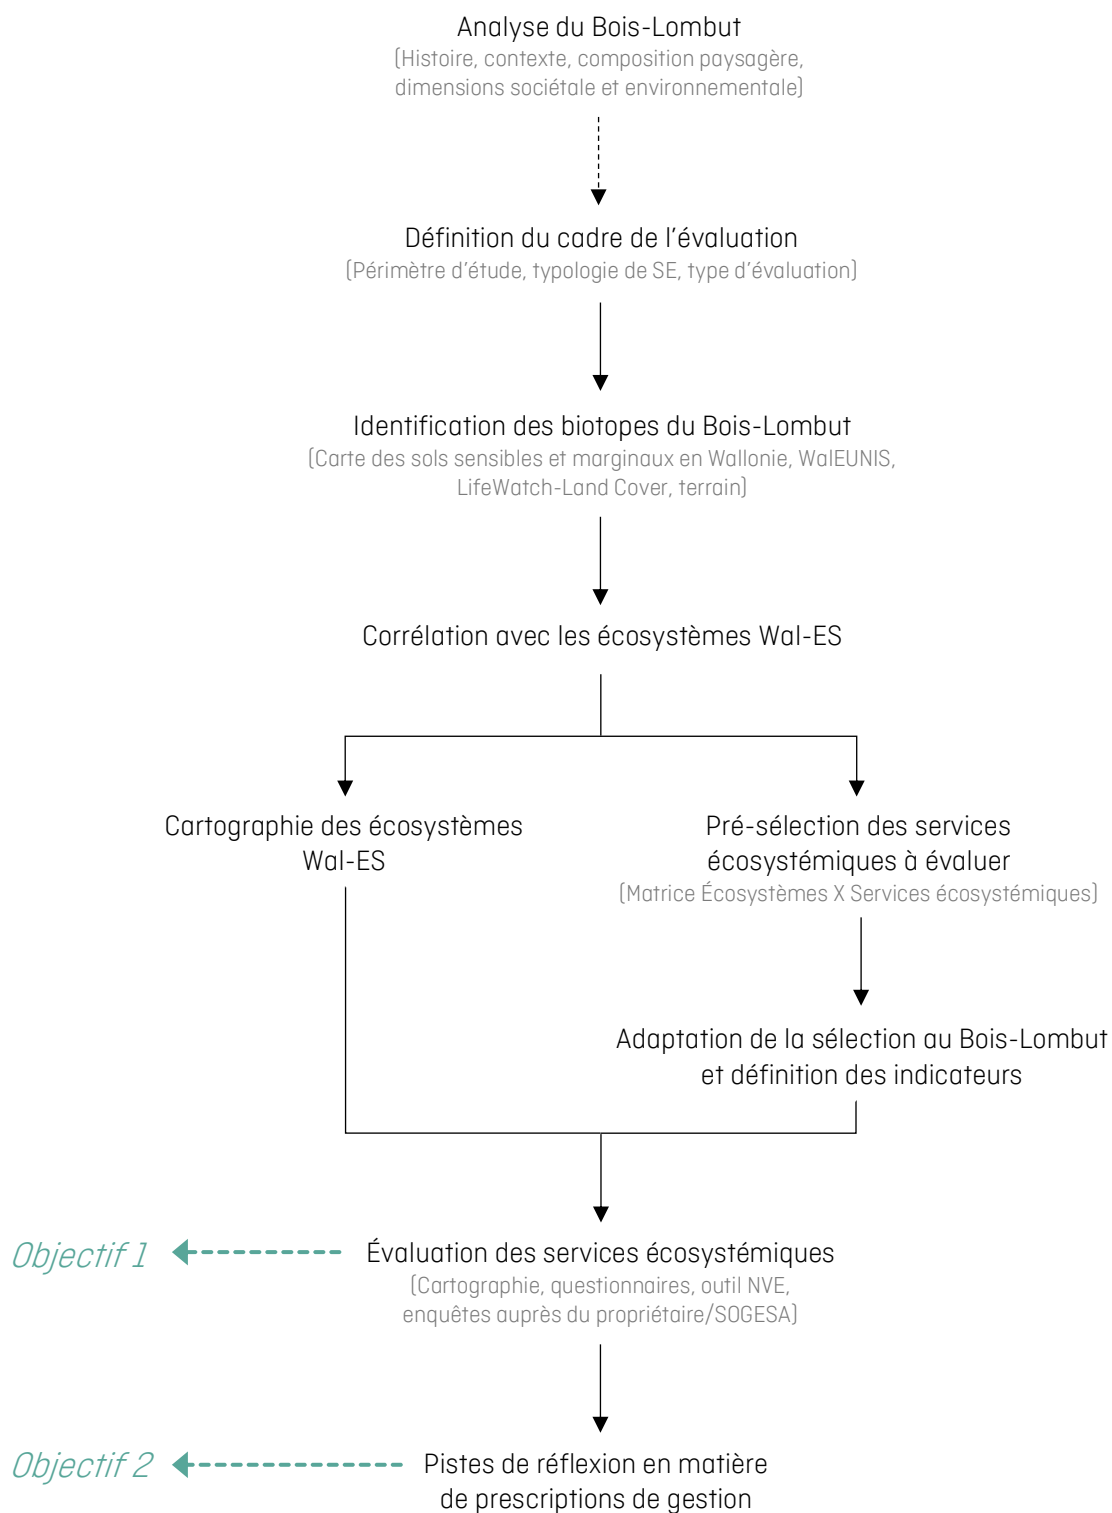 Analyse du Bois-Lombut
(Histoire, contexte, composition paysagère,
dimensions sociétale et environnementale)
Définition du cadre de l'évaluation
(Périmètre d'étude, typologie de SE, type d'évaluation)
Identification des biotopes du Bois-Lombut
(Carte des sols sensibles et marginaux en Wallonie, WalEUNIS,
LifeWatch-Land Cover, terrain)
Corrélation avec les écosystèmes Wal-ES
Cartographie des écosystèmes
Wal-ES
Pré-sélection des services
écosystémiques à évaluer
(Matrice Écosystèmes X Services écosystémiques)
Adaptation de la sélection au Bois-Lombut
et définition des indicateurs
Objectif 1
Évaluation des services écosystémiques
(Cartographie, questionnaires, outil NVE,
enquêtes auprès du propriétaire/SOGESA)
Objectif 2
Pistes de réflexion en matière
de prescriptions de gestion